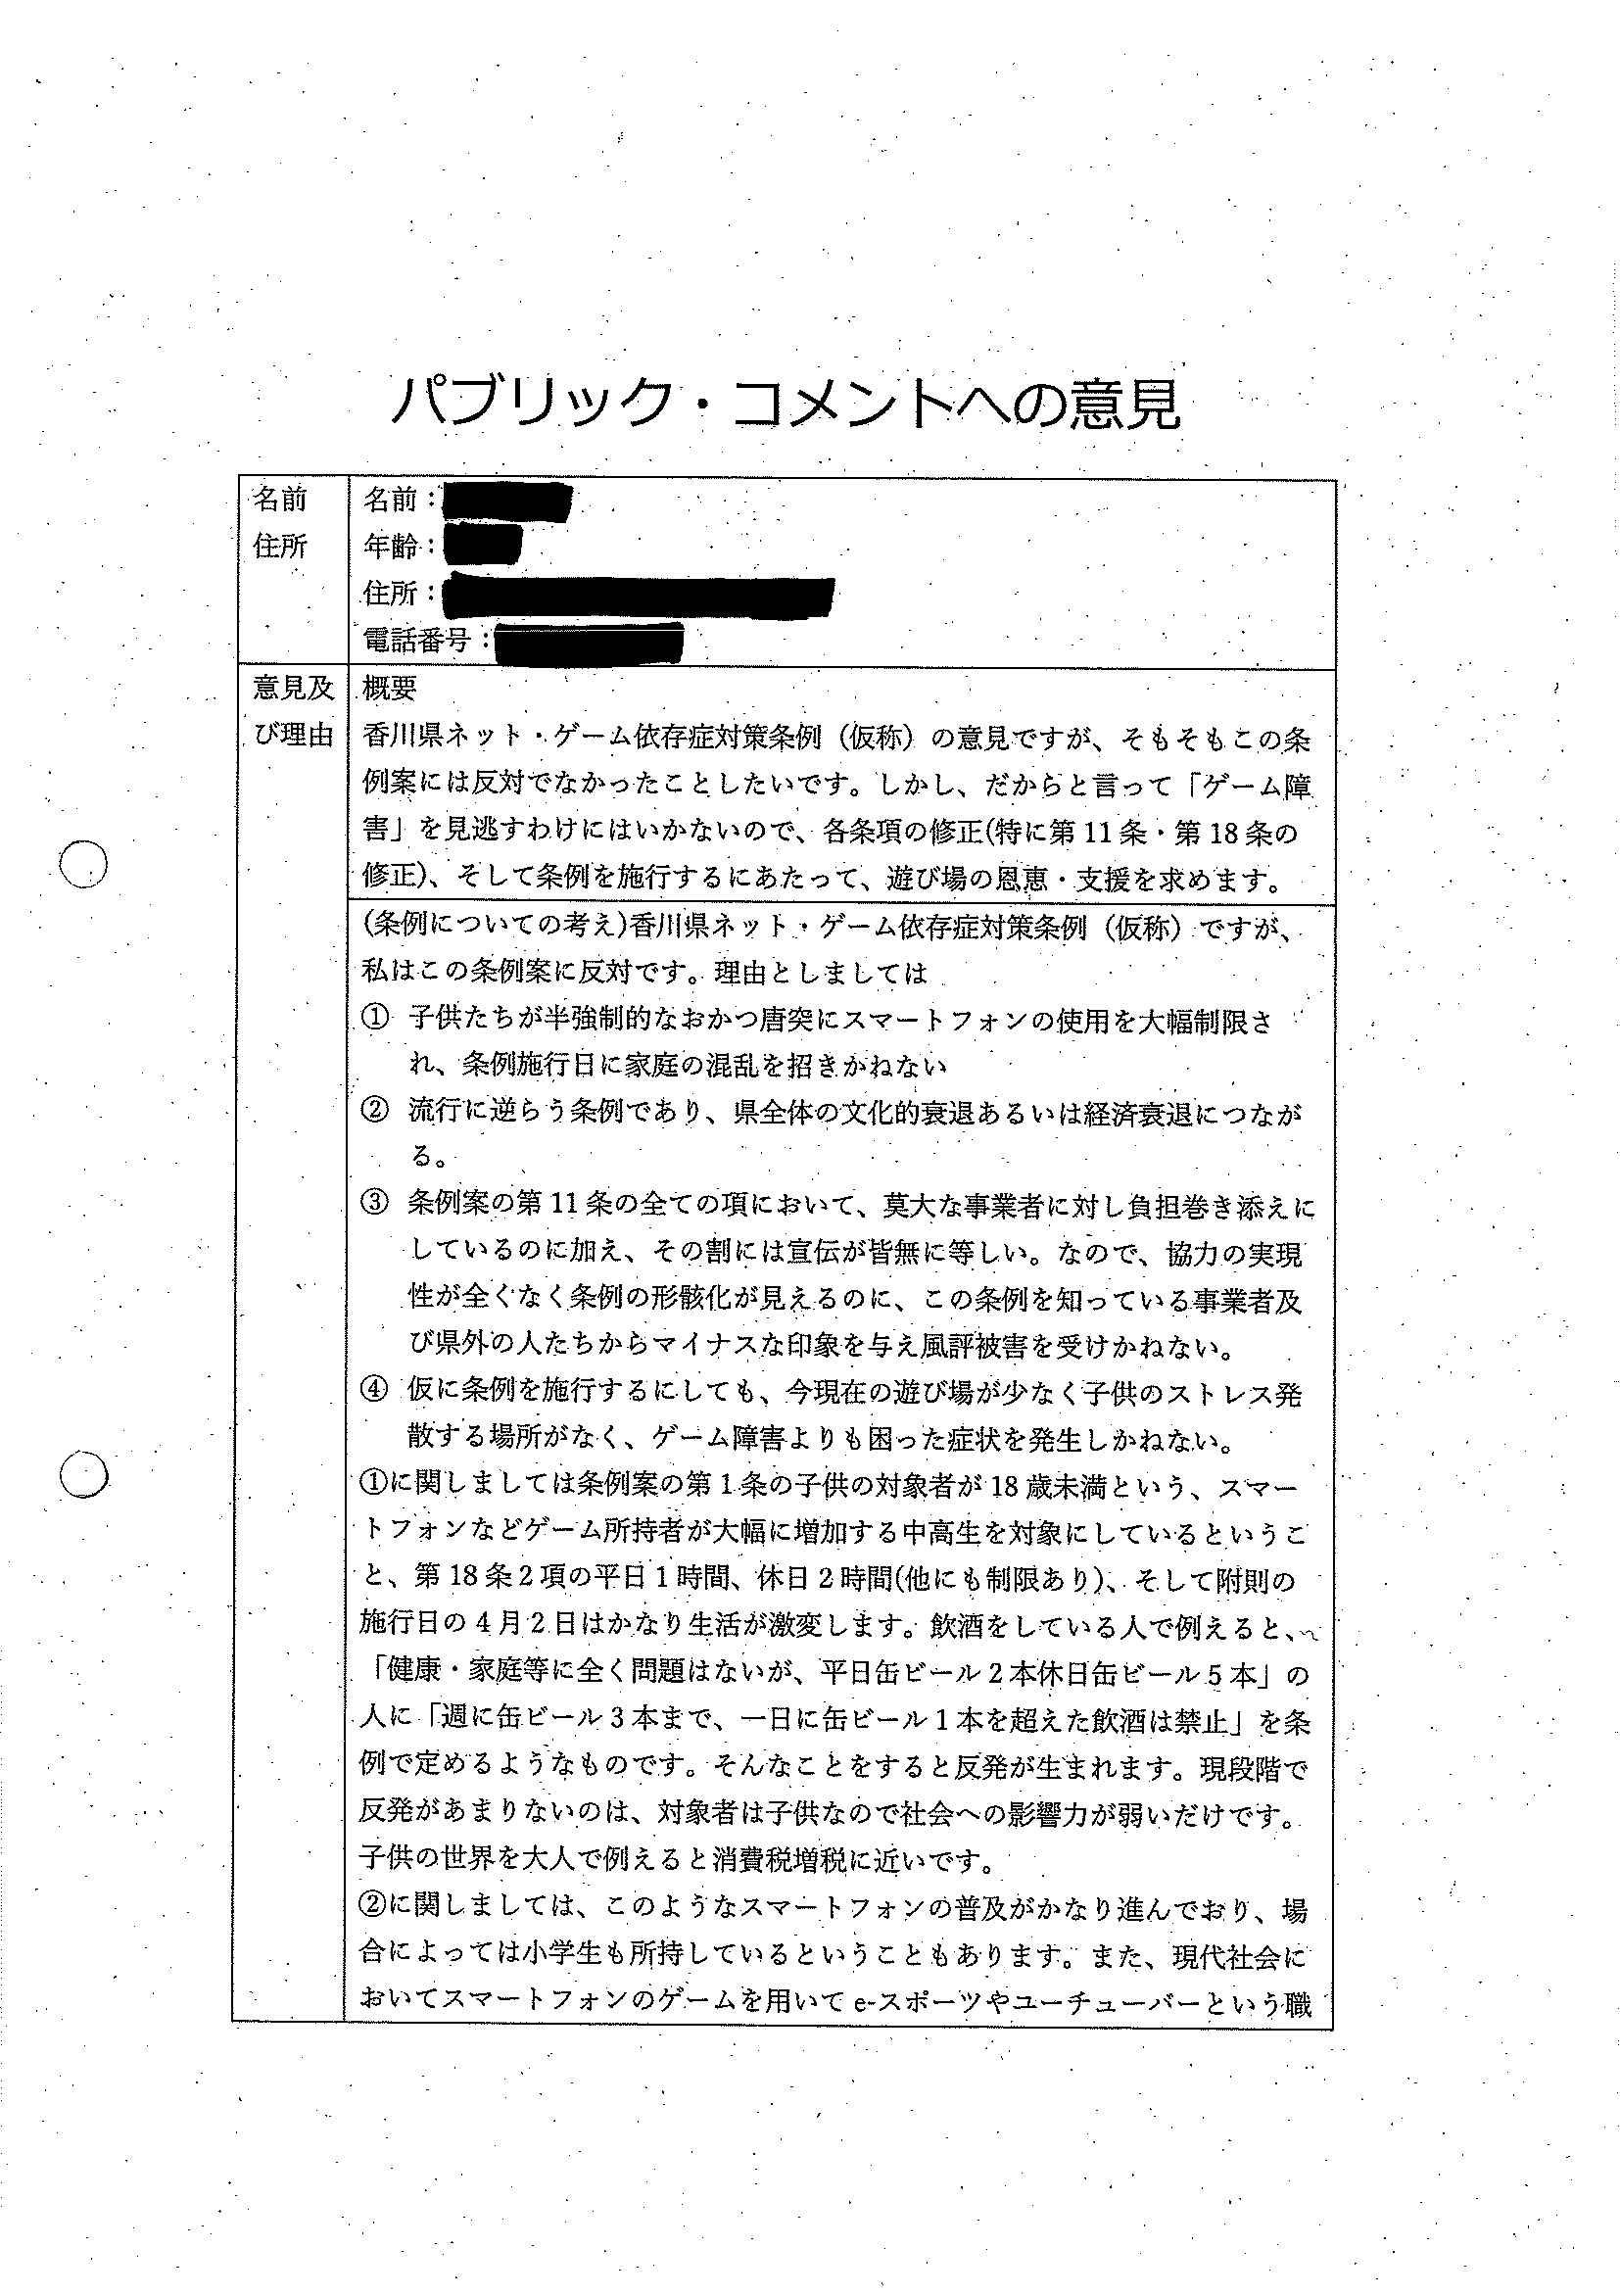 パブリック・コメントへの意見
名前
住所
名前：
年齢：
住所：
電話番号：
意見及
び理由
概要
香川県ネット・ゲーム依存症対策条例（仮称）の意見ですが、そもそもこの条
例案には反対でなかったことしたいです。しかし、だからと言って「ゲーム障
害」を見逃すわけにはいかないので、各条項の修正(特に第 11 条・第 18 条の
修正)、そして条例を施行するにあたって、遊び場の恩恵・支援を求めます。
(条例についての考え)香川県ネット・ゲーム依存症対策条例（仮称）ですが、
私はこの条例案に反対です。理由としましては
① 子供たちが半強制的なおかつ唐突にスマートフォンの使用を大幅制限さ
れ、条例施行日に家庭の混乱を招きかねない
② 流行に逆らう条例であり、県全体の文化的衰退あるいは経済衰退につなが
る。
③ 条例案の第 11 条の全ての項において、莫大な事業者に対し負担巻き添えに
しているのに加え、その割には宣伝が皆無に等しい。なので、協力の実現
性が全くなく条例の形骸化が見えるのに、この条例を知っている事業者及
び県外の人たちからマイナスな印象を与え風評被害を受けかねない。
④ 仮に条例を施行するにしても、今現在の遊び場が少なく子供のストレス発
散する場所がなく、ゲーム障害よりも困った症状を発生しかねない。
①に関しましては条例案の第 1 条の子供の対象者が 18 歳未満という、スマー
トフォンなどゲーム所持者が大幅に増加する中高生を対象にしているというこ
と、第 18 条 2 項の平日 1 時間、休日 2 時間(他にも制限あり)、そして附則の
施行日の 4 月 2 日はかなり生活が激変します。飲酒をしている人で例えると、
「健康・家庭等に全く問題はないが、平日缶ビール 2 本休日缶ビール 5 本」の
人に「週に缶ビール 3 本まで、一日に缶ビール 1 本を超えた飲酒は禁止」を条
例で定めるようなものです。そんなことをすると反発が生まれます。現段階で
反発があまりないのは、対象者は子供なので社会への影響力が弱いだけです。
子供の世界を大人で例えると消費税増税に近いです。
②に関しましては、このようなスマートフォンの普及がかなり進んでおり、場
合によっては小学生も所持しているということもあります。また、現代社会に
おいてスマートフォンのゲームを用いて e-スポーツやユーチューバーという職